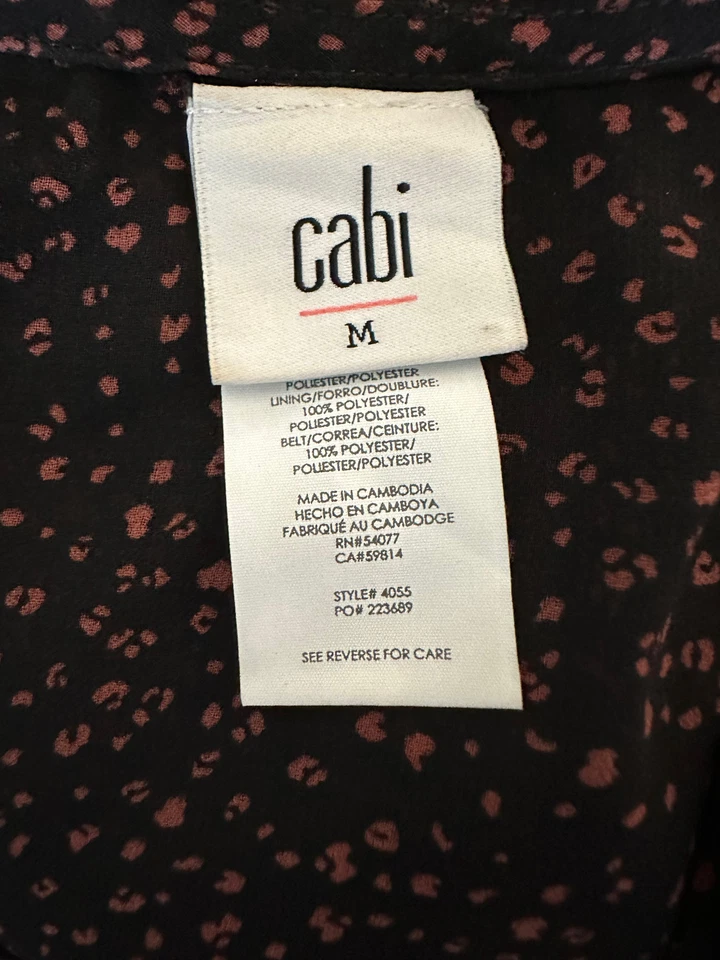 cabi
M
POLIESTER/POLYESTER
LINING/FORRO/DOUBLURE:
100% POLYESTER/
POLIESTER/POLYESTER
BELT/CORREA/CEINTURE:
100% POLYESTER/
POLIESTER/POLYESTER
MADE IN CAMBODIA
HECHO EN CAMBOYA
FABRIQUÉ AU CAMBODGE
RN#54077
CA#59814
STYLE# 4055
PO# 223689
SEE REVERSE FOR CARE